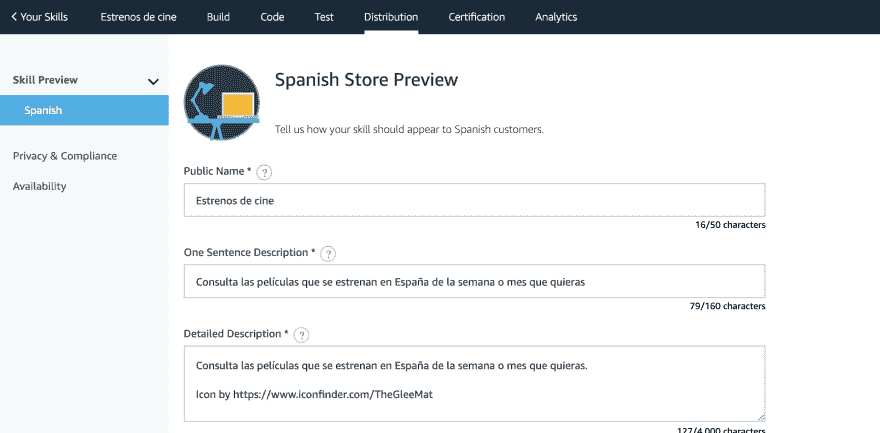 Your Skills Estrenos de cine Build Code Test Distribution Certification Analytics
Skill Preview
Spanish
Privacy & Compliance
Availability
Spanish Store Preview
Tell us how your skill should appear to Spanish customers.
Public Name * ?
Estrenos de cine
16/50 characters
One Sentence Description * ?
Consulta las películas que se estrenan en España de la semana o mes que quieras
79/160 characters
Detailed Description * ?
Consulta las películas que se estrenan en España de la semana o mes que quieras.
Icon by https://www.iconfinder.com/TheGleeMat
127/4,000 characters